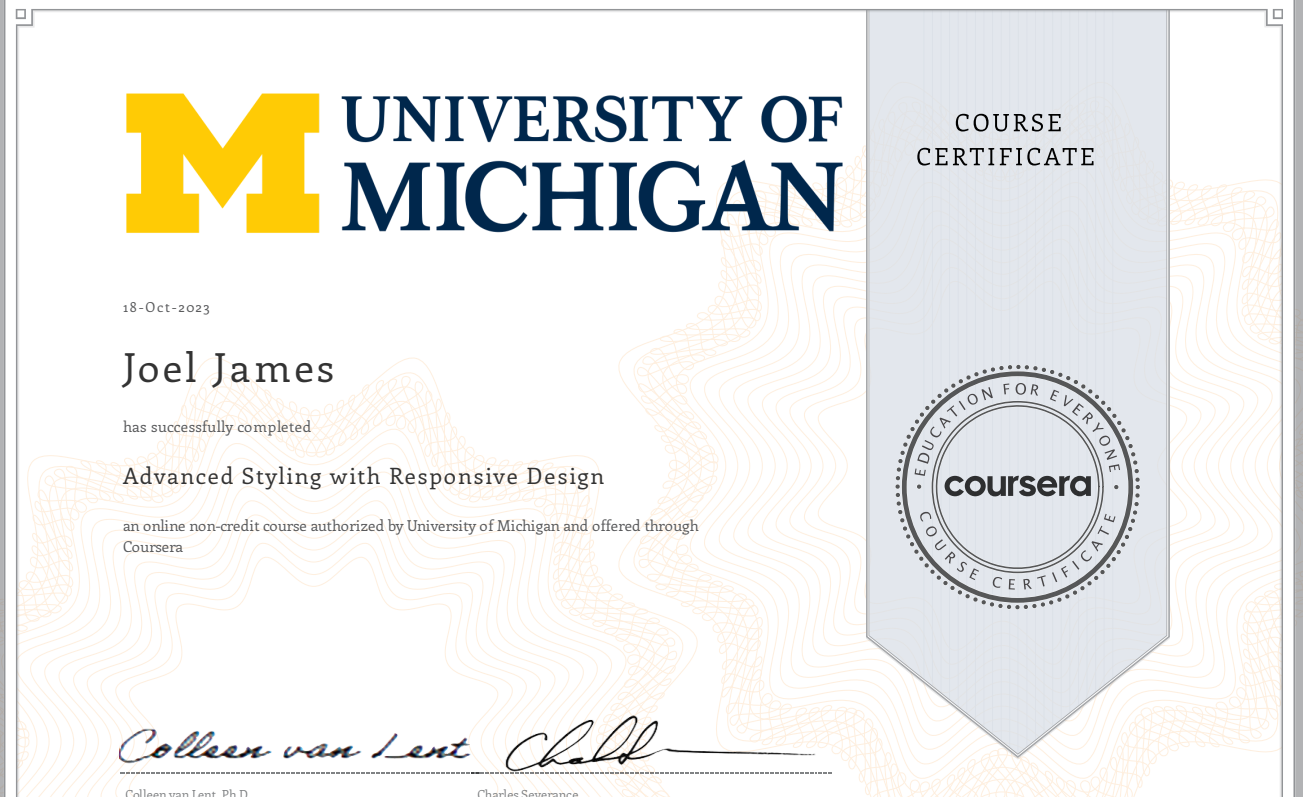 UNIVERSITY OF
MICHIGAN
COURSE
CERTIFICATE
18-Oct-2023
Joel James
has successfully completed
Advanced Styling with Responsive Design
an online non-credit course authorized by University of Michigan and offered through
Coursera
EDUCATION FOR EVERYONE
coursera
COURSE CERTIFICATE
Colleen van Lent
Colleen van Lent, Ph.D.
Charles Severance